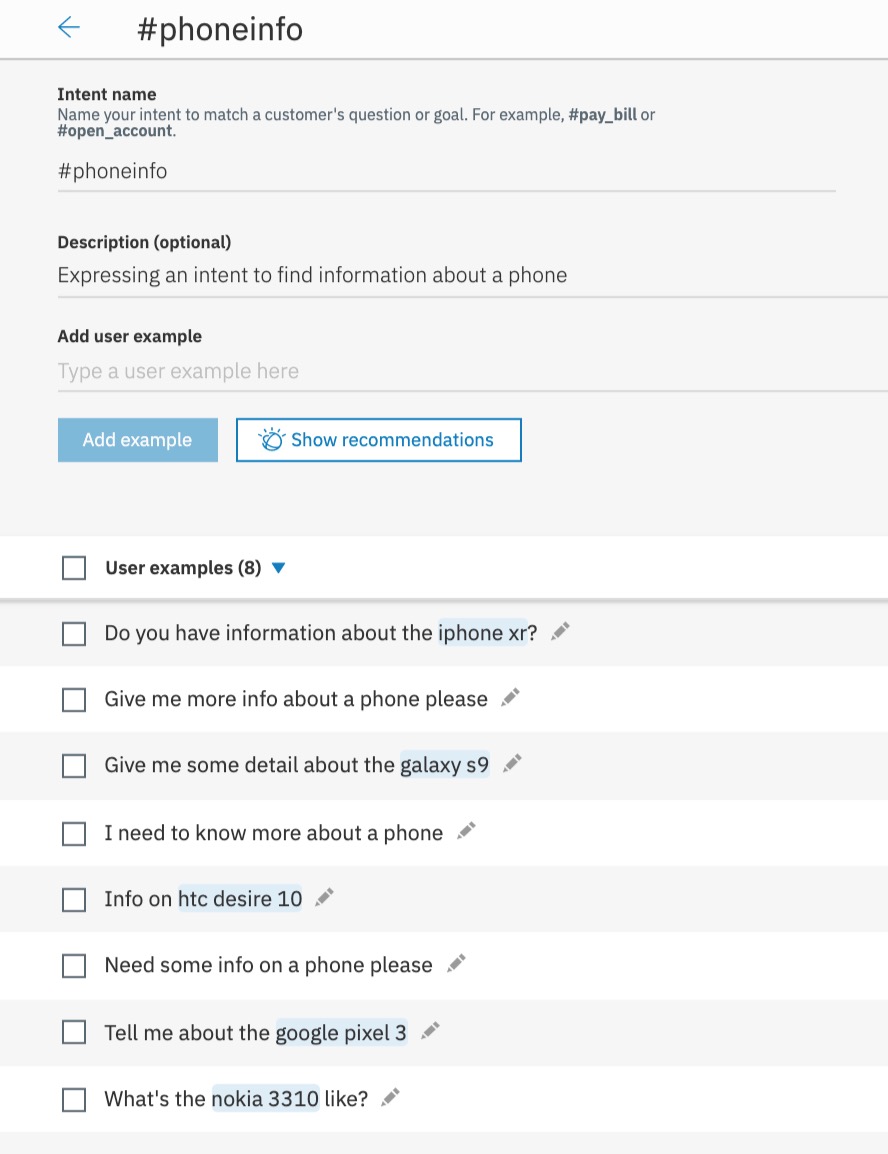 #phoneinfo
Intent name
Name your intent to match a customer's question or goal. For example, #pay_bill or
#open_account.
#phoneinfo
Description (optional)
Expressing an intent to find information about a phone
Add user example
Type a user example here
Add example
Show recommendations
User examples (8)
Do you have information about the iphone xr?
Give me more info about a phone please
Give me some detail about the galaxy s9
I need to know more about a phone
Info on htc desire 10
Need some info on a phone please
Tell me about the google pixel 3
What's the nokia 3310 like?